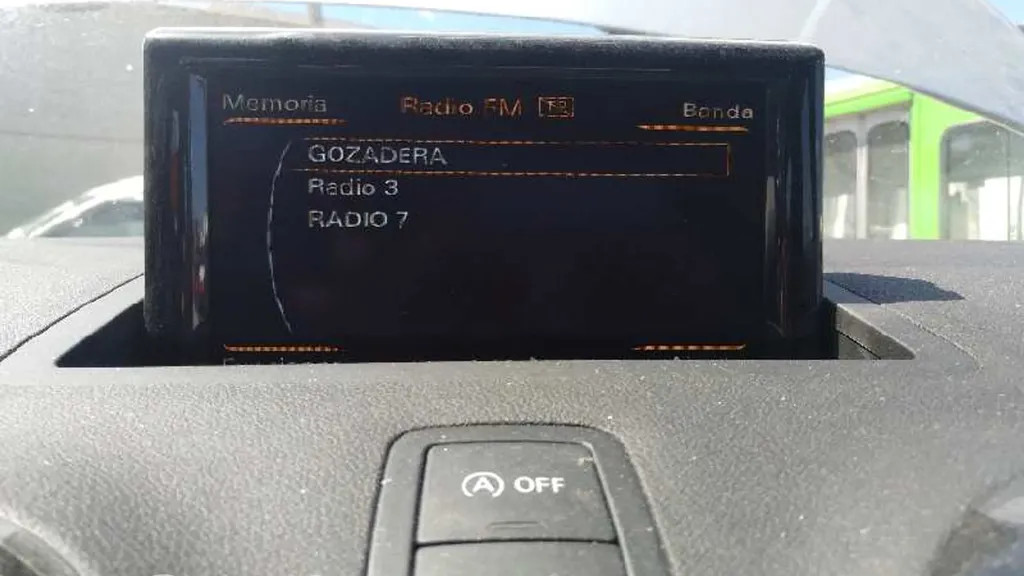 Memoria Radio FM Banda
GOZADERA
Radio 3
RADIO 7
(A) OFF